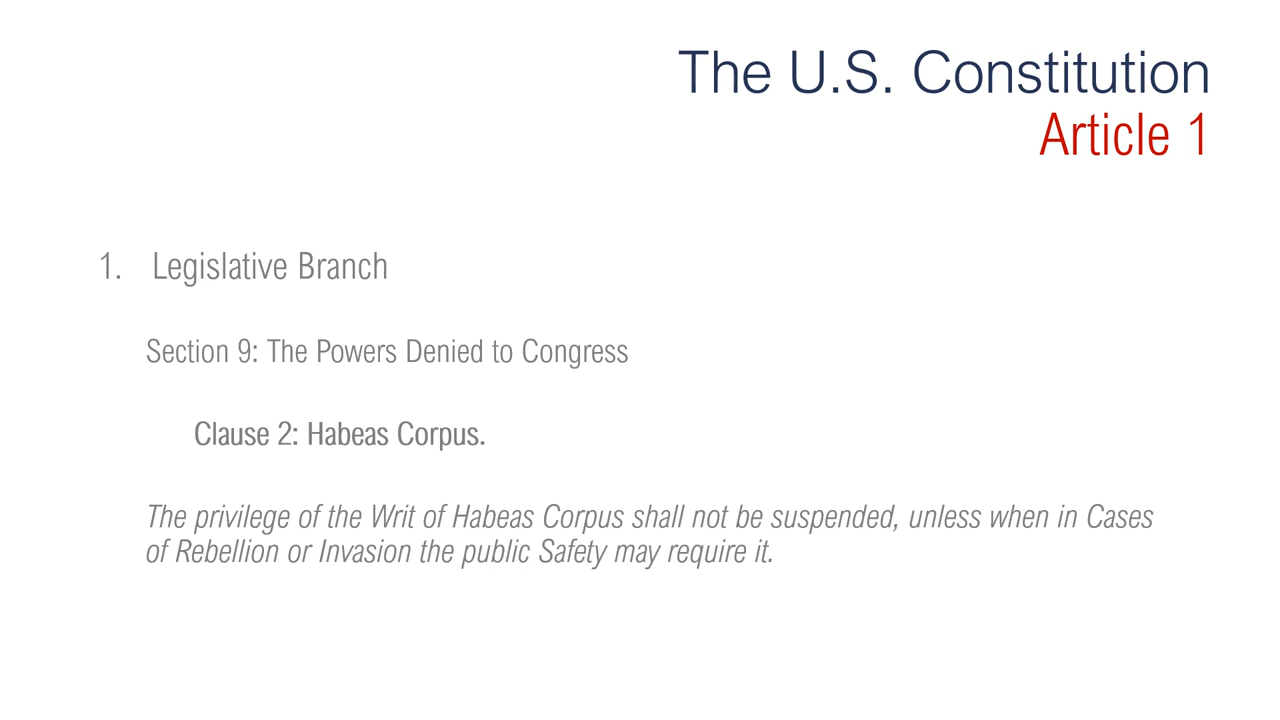 The U.S. Constitution
Article 1
1. Legislative Branch
Section 9: The Powers Denied to Congress
Clause 2: Habeas Corpus.
The privilege of the Writ of Habeas Corpus shall not be suspended, unless when in Cases
of Rebellion or Invasion the public Safety may require it.